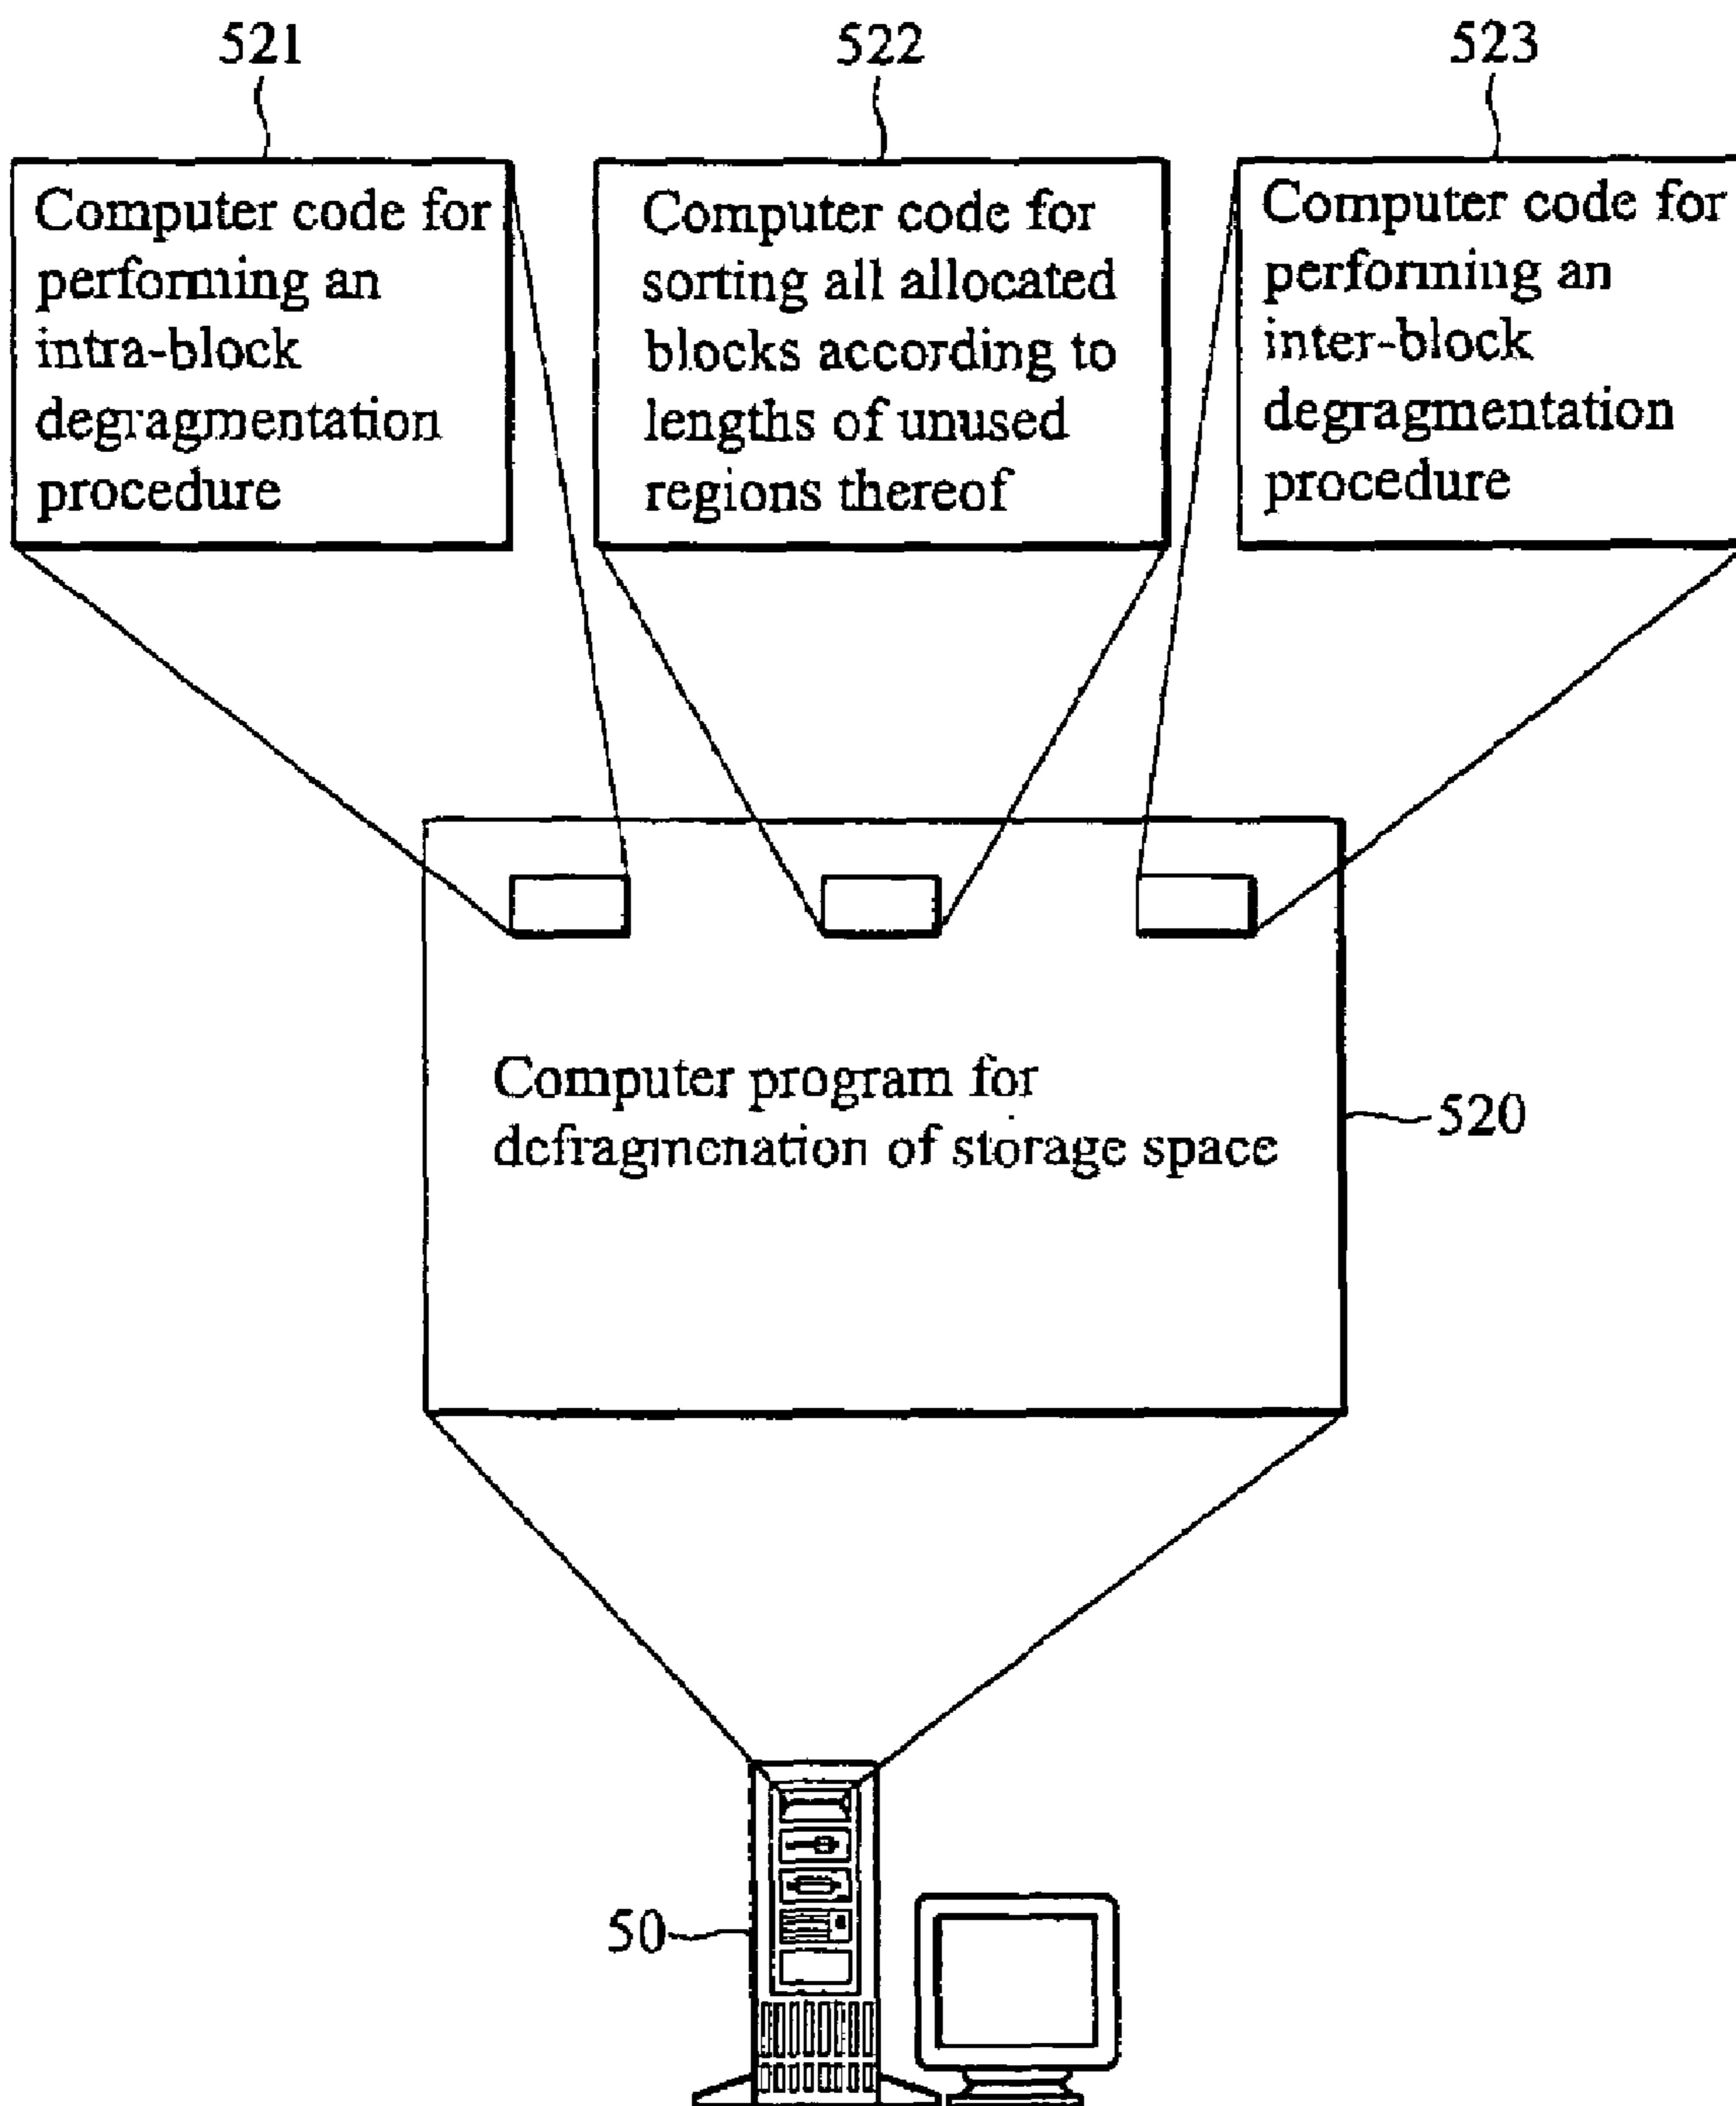 521
522
523
Computer code for
performing an
intra-block
degragmentation
procedure
Computer code for
sorting all allocated
blocks according to
lengths of unused
regions thereof
Computer code for
performing an
inter-block
degragmentation
procedure
Computer program for
defragmenation of storage space
520
50